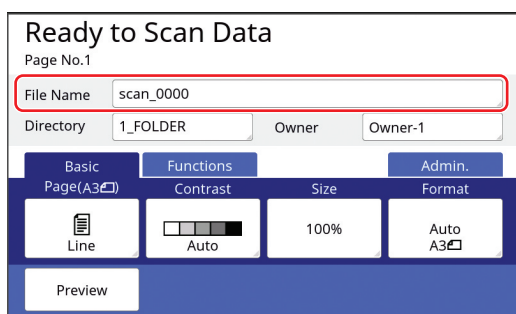 Ready to Scan Data
Page No.1
File Name scan_0000
Directory 1_FOLDER Owner Owner-1
Basic Functions Admin.
Page(A3) Contrast Size Format
Line Auto 100% Auto
A3
Preview